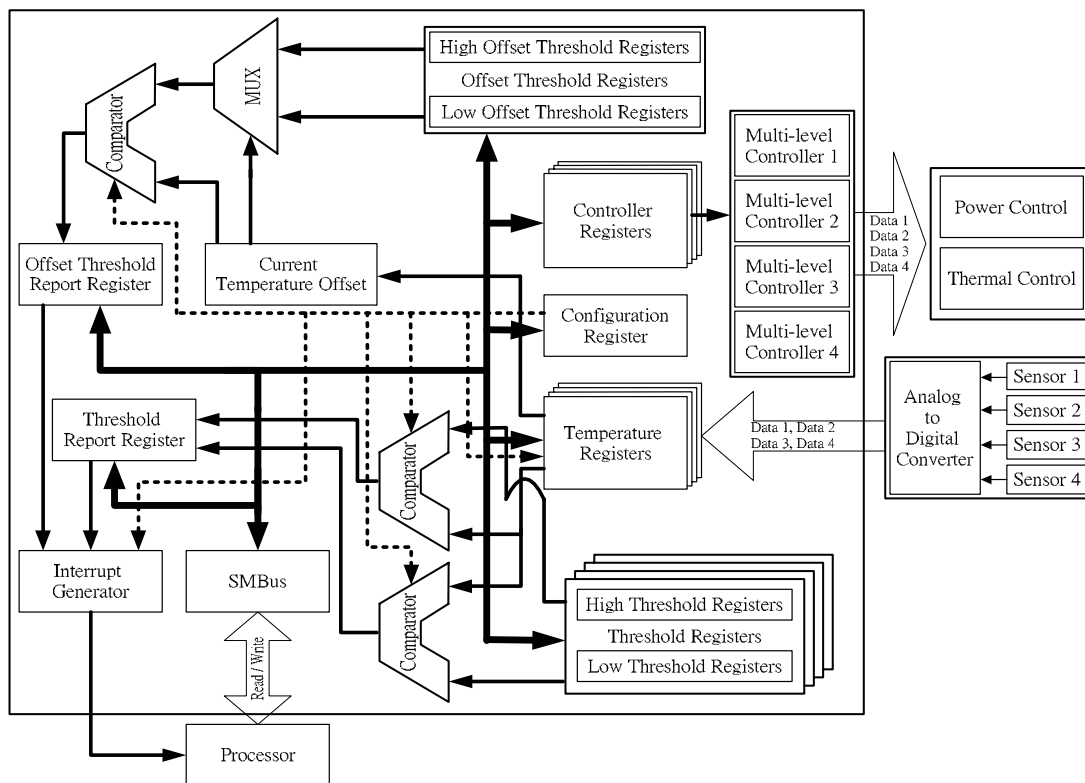 High Offset Threshold Registers
Offset Threshold Registers
Low Offset Threshold Registers
MUX
Comparator
Multi-level
Controller 1
Multi-level
Controller 2
Multi-level
Controller 3
Multi-level
Controller 4
Data 1
Data 2
Data 3
Data 4
Power Control
Thermal Control
Controller
Registers
Offset Threshold
Report Register
Current
Temperature Offset
Configuration
Register
Threshold
Report Register
Comparator
Temperature
Registers
Data 1, Data 2
Data 3, Data 4
Analog
to
Digital
Converter
Sensor 1
Sensor 2
Sensor 3
Sensor 4
Interrupt
Generator
SMBus
Comparator
High Threshold Registers
Threshold Registers
Low Threshold Registers
Read / Write
Processor